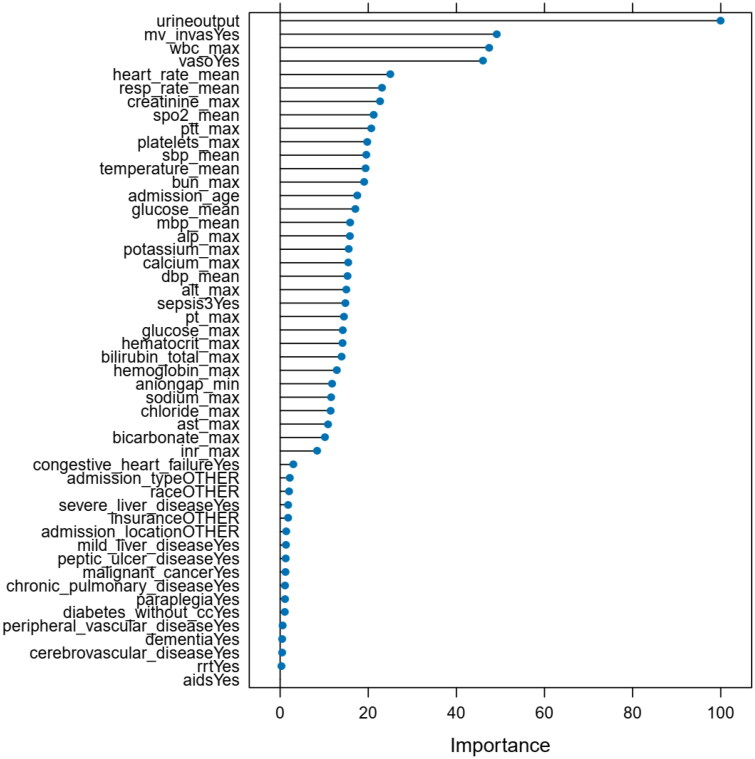 urineoutput
mv_invasYes
wbc_max
vasoYes
heart_rate_mean
resp_rate_mean
creatinine_max
spo2_mean
ptt_max
platelets_max
sbp_mean
temperature_mean
bun_max
admission_age
glucose_mean
mbp_mean
alp_max
potassium_max
calcium_max
dbp_mean
alt_max
sepsis3Yes
pt_max
glucose_max
hematocrit_max
bilirubin_total_max
hemoglobin_max
aniongap_min
sodium_max
chloride_max
ast_max
bicarbonate_max
inr_max
congestive_heart_failureYes
admission_typeOTHER
raceOTHER
severe_liver_diseaseYes
insuranceOTHER
admission_locationOTHER
mild_liver_diseaseYes
peptic_ulcer_diseaseYes
malignant_cancerYes
chronic_pulmonary_diseaseYes
paraplegiaYes
diabetes_without_ccYes
peripheral_vascular_diseaseYes
dementiaYes
cerebrovascular_diseaseYes
rrtYes
aidsYes
0 20 40 60 80 100
Importance